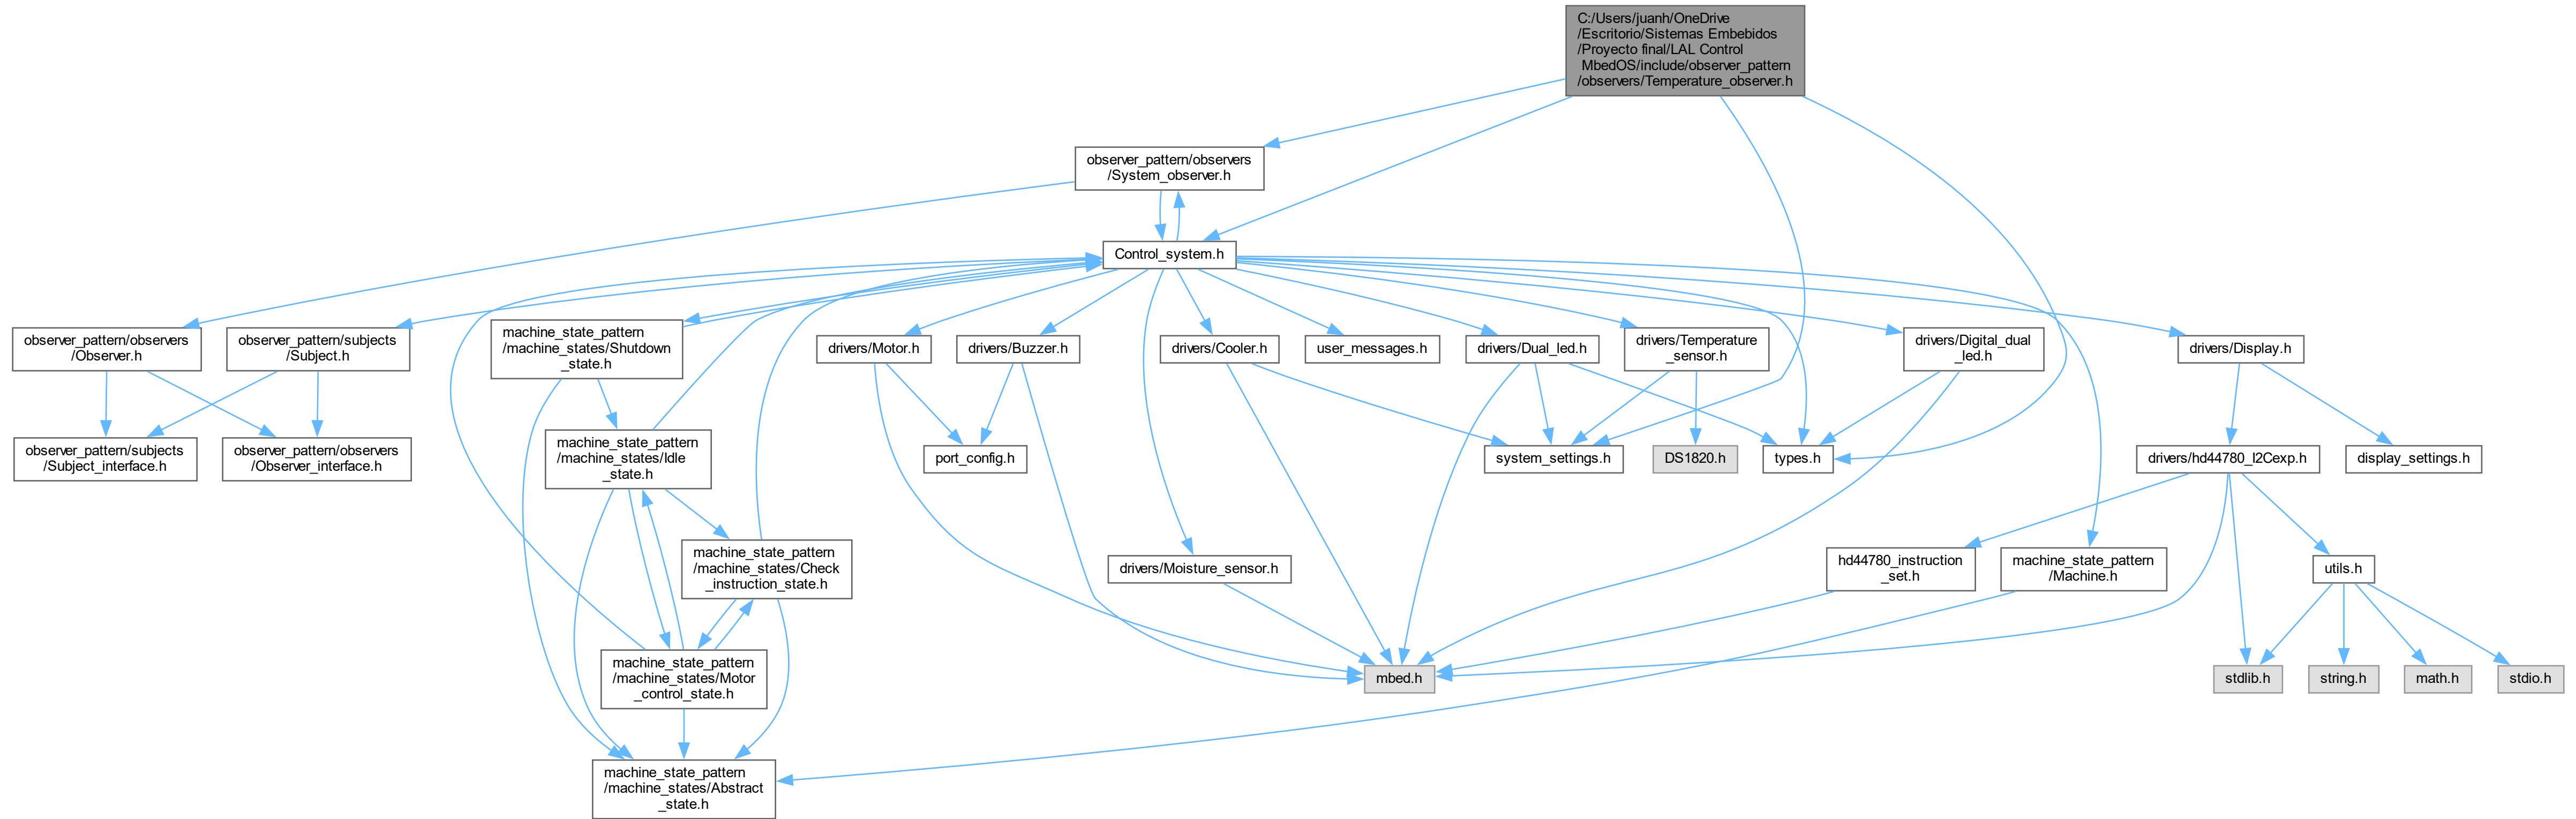 C:/Users/juanh/OneDrive
/Escritorio/Sistemas Embebidos
/Proyecto final/LAL Control
MbedOS/include/observer_pattern
/observers/Temperature_observer.h
observer_pattern/observers
/System_observer.h
Control_system.h
observer_pattern/observers
/Observer.h
observer_pattern/subjects
/Subject.h
machine_state_pattern
/machine_states/Shutdown
_state.h
drivers/Motor.h
drivers/Buzzer.h
drivers/Cooler.h
user_messages.h
drivers/Dual_led.h
drivers/Temperature
_sensor.h
drivers/Digital_dual
_led.h
drivers/Display.h
observer_pattern/subjects
/Subject_interface.h
observer_pattern/observers
/Observer_interface.h
machine_state_pattern
/machine_states/Idle
_state.h
port_config.h
system_settings.h
DS1820.h
types.h
drivers/hd44780_I2Cexp.h
display_settings.h
machine_state_pattern
/machine_states/Check
_instruction_state.h
drivers/Moisture_sensor.h
hd44780_instruction
_set.h
machine_state_pattern
/Machine.h
utils.h
machine_state_pattern
/machine_states/Motor
_control_state.h
mbed.h
stdlib.h
string.h
math.h
stdio.h
machine_state_pattern
/machine_states/Abstract
_state.h